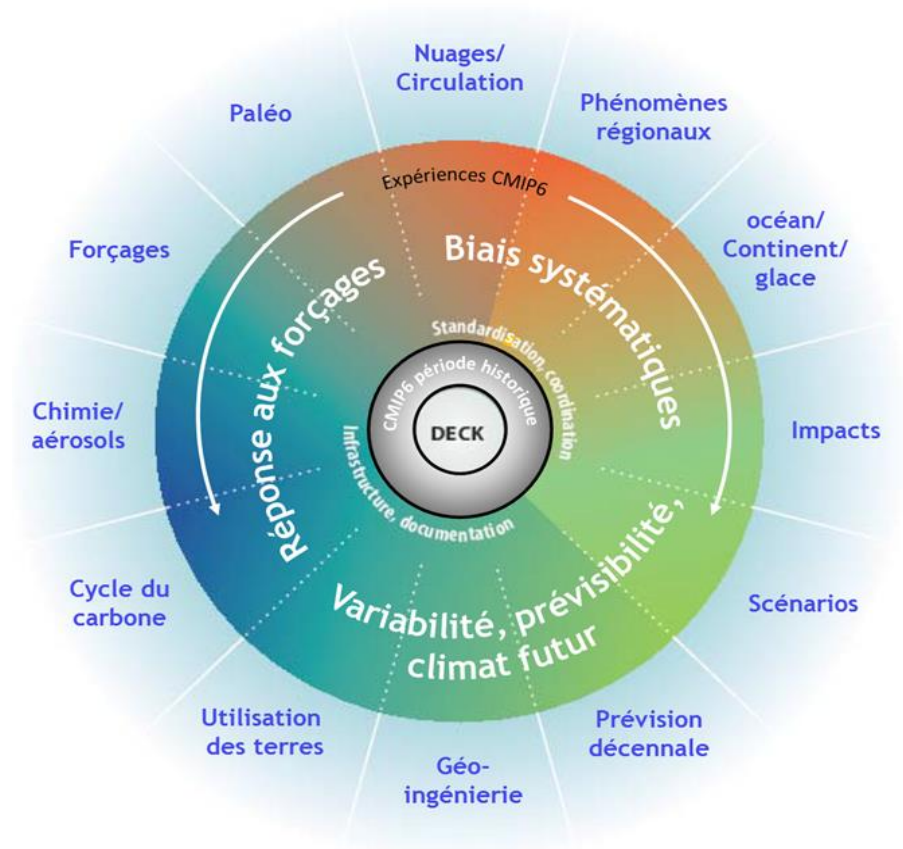 Nuages/
Circulation
Phénomènes
régionaux
océan/
Continent/
glace
Impacts
Scénarios
Prévision
décennale
Géo-
ingénierie
Utilisation
des terres
Cycle du
carbone
Chimie/
aérosols
Forçages
Paléo
Expériences CMIP6
Biais systématiques
Réponse aux forçages
Variabilité, prévisibilité,
climat futur
Standardisation, coordination
Infrastructure, documentation
CMIP6 période historique
DECK